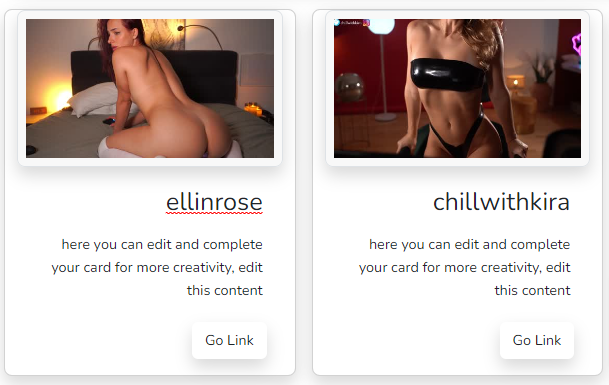 ellinrose
here you can edit and complete
your card for more creativity, edit
this content
Go Link
chillwithkira
here you can edit and complete
your card for more creativity, edit
this content
Go Link